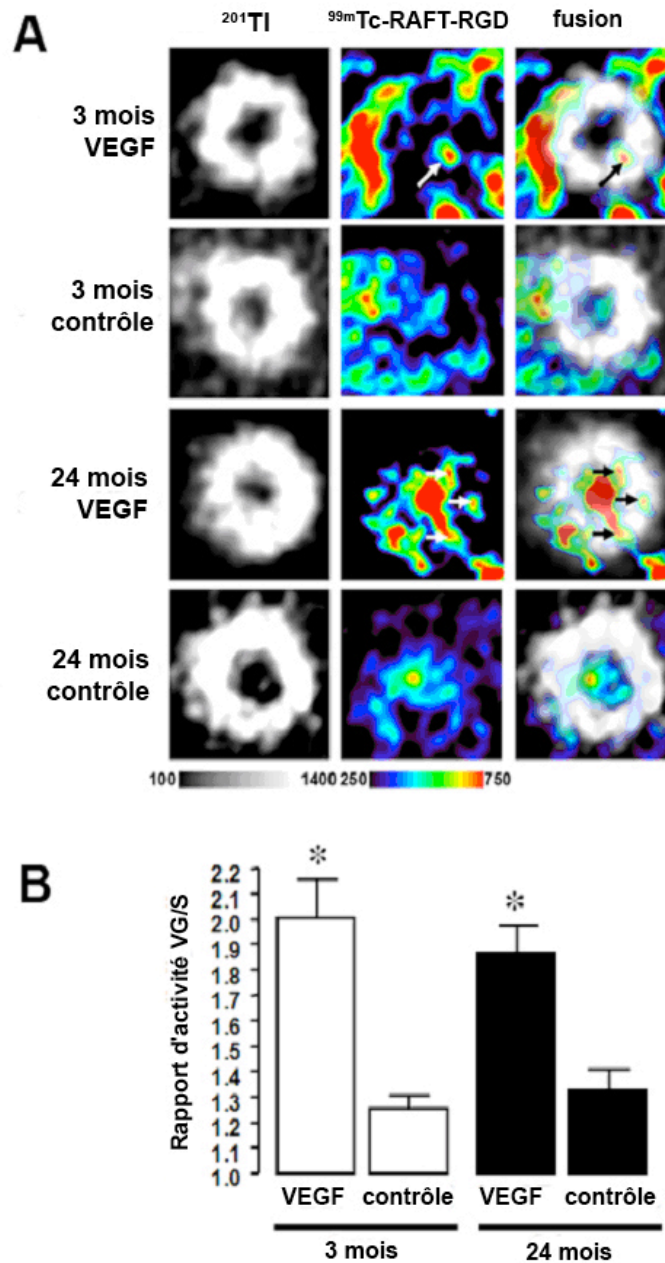 A
²⁰¹Tl ⁹⁹ᵐTc-RAFT-RGD fusion
3 mois
VEGF
3 mois
contrôle
24 mois
VEGF
24 mois
contrôle
100 1400 250 750
B
Rapport d'activité VG/S
2.2
2.1
2.0
1.9
1.8
1.7
1.6
1.5
1.4
1.3
1.2
1.1
1.0
* *
VEGF contrôle VEGF contrôle
3 mois 24 mois